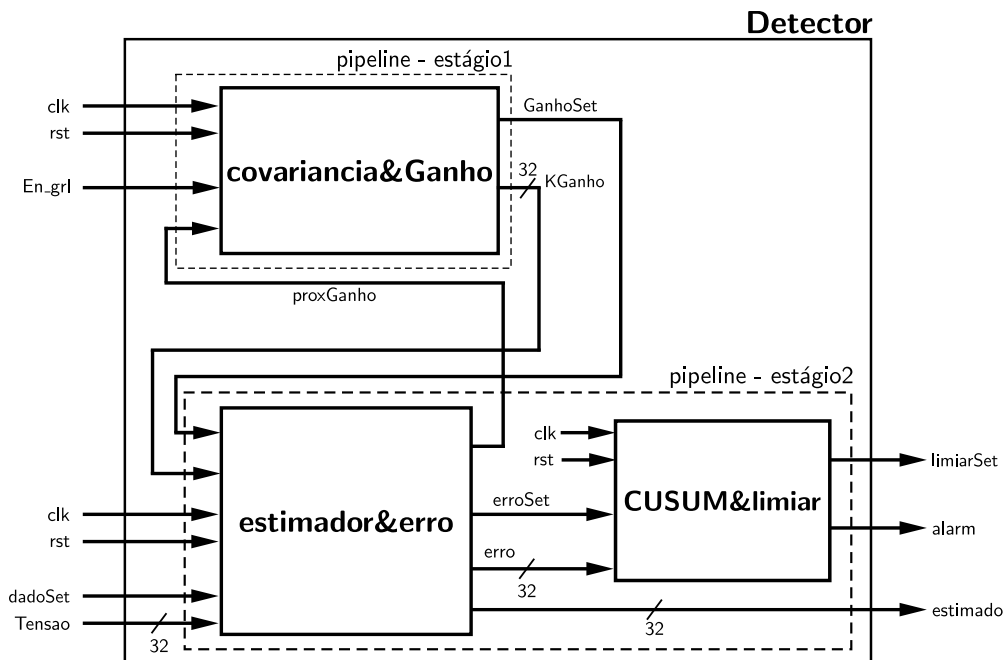 Detector
pipeline - estágio1
clk
rst
En_grl
covariancia&Ganho
GanhoSet
32
KGanho
proxGanho
pipeline - estágio2
clk
rst
dadoSet
Tensao
32
estimador&erro
erroSet
erro
32
32
clk
rst
CUSUM&limiar
limiarSet
alarm
estimado